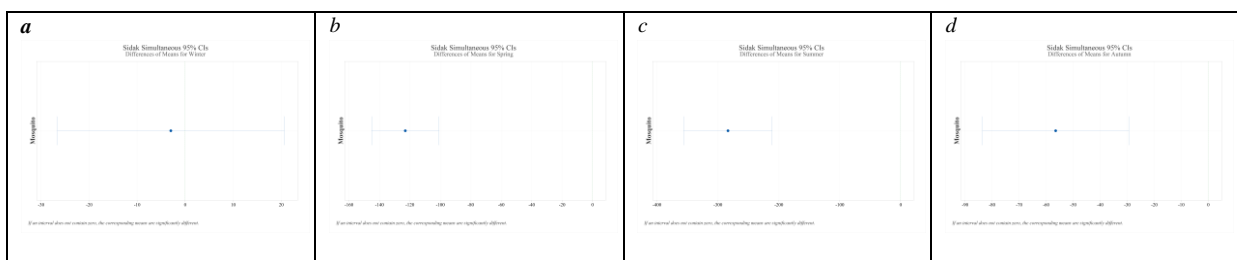 a
Sidak Simultaneous 95% CIs
Differences of Means for Winter
Mosquito
-30 -20 -10 0 10 20
If an interval does not contain zero, the corresponding means are significantly different
b
Sidak Simultaneous 95% CIs
Differences of Means for Spring
Mosquito
-160 -140 -120 -100 -80 -60 -40 -20 0
If an interval does not contain zero, the corresponding means are significantly different
c
Sidak Simultaneous 95% CIs
Differences of Means for Summer
Mosquito
-400 -300 -200 -100 0
If an interval does not contain zero, the corresponding means are significantly different
d
Sidak Simultaneous 95% CIs
Differences of Means for Autumn
Mosquito
-90 -80 -70 -60 -50 -40 -30 -20 -10 0
If an interval does not contain zero, the corresponding means are significantly different